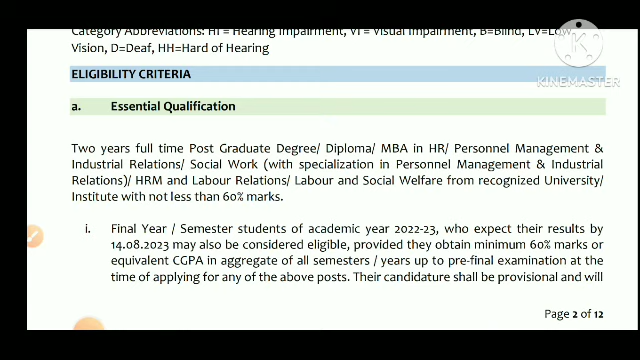 Category Abbreviations: HI = Hearing Impairment, VI = Visual Impairment, B=Blind, LV=Low
Vision, D=Deaf, HH=Hard of Hearing
ELIGIBILITY CRITERIA
KINEMASTER
a. Essential Qualification
Two years full time Post Graduate Degree/ Diploma/ MBA in HR/ Personnel Management &
Industrial Relations/ Social Work (with specialization in Personnel Management & Industrial
Relations)/ HRM and Labour Relations/ Labour and Social Welfare from recognized University/
Institute with not less than 60% marks.
i. Final Year / Semester students of academic year 2022-23, who expect their results by
14.08.2023 may also be considered eligible, provided they obtain minimum 60% marks or
equivalent CGPA in aggregate of all semesters / years up to pre-final examination at the
time of applying for any of the above posts. Their candidature shall be provisional and will
Page 2 of 12